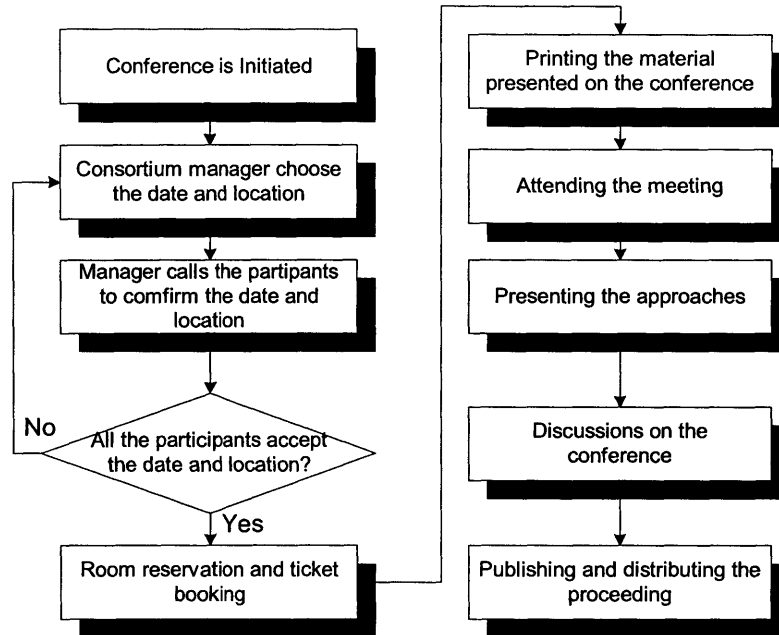 Conference is Initiated
Consortium manager choose
the date and location
Manager calls the partipants
to comfirm the date and
location
No
All the participants accept
the date and location?
Yes
Room reservation and ticket
booking
Printing the material
presented on the conference
Attending the meeting
Presenting the approaches
Discussions on the
conference
Publishing and distributing the
proceeding